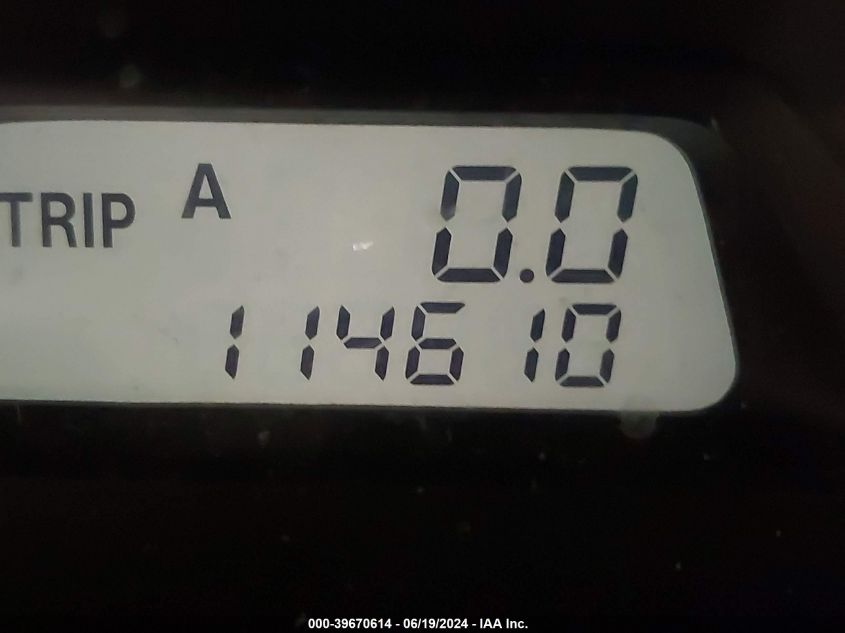 TRIP A 0.0
114610
000-39670614 - 06/19/2024 - IAA Inc.